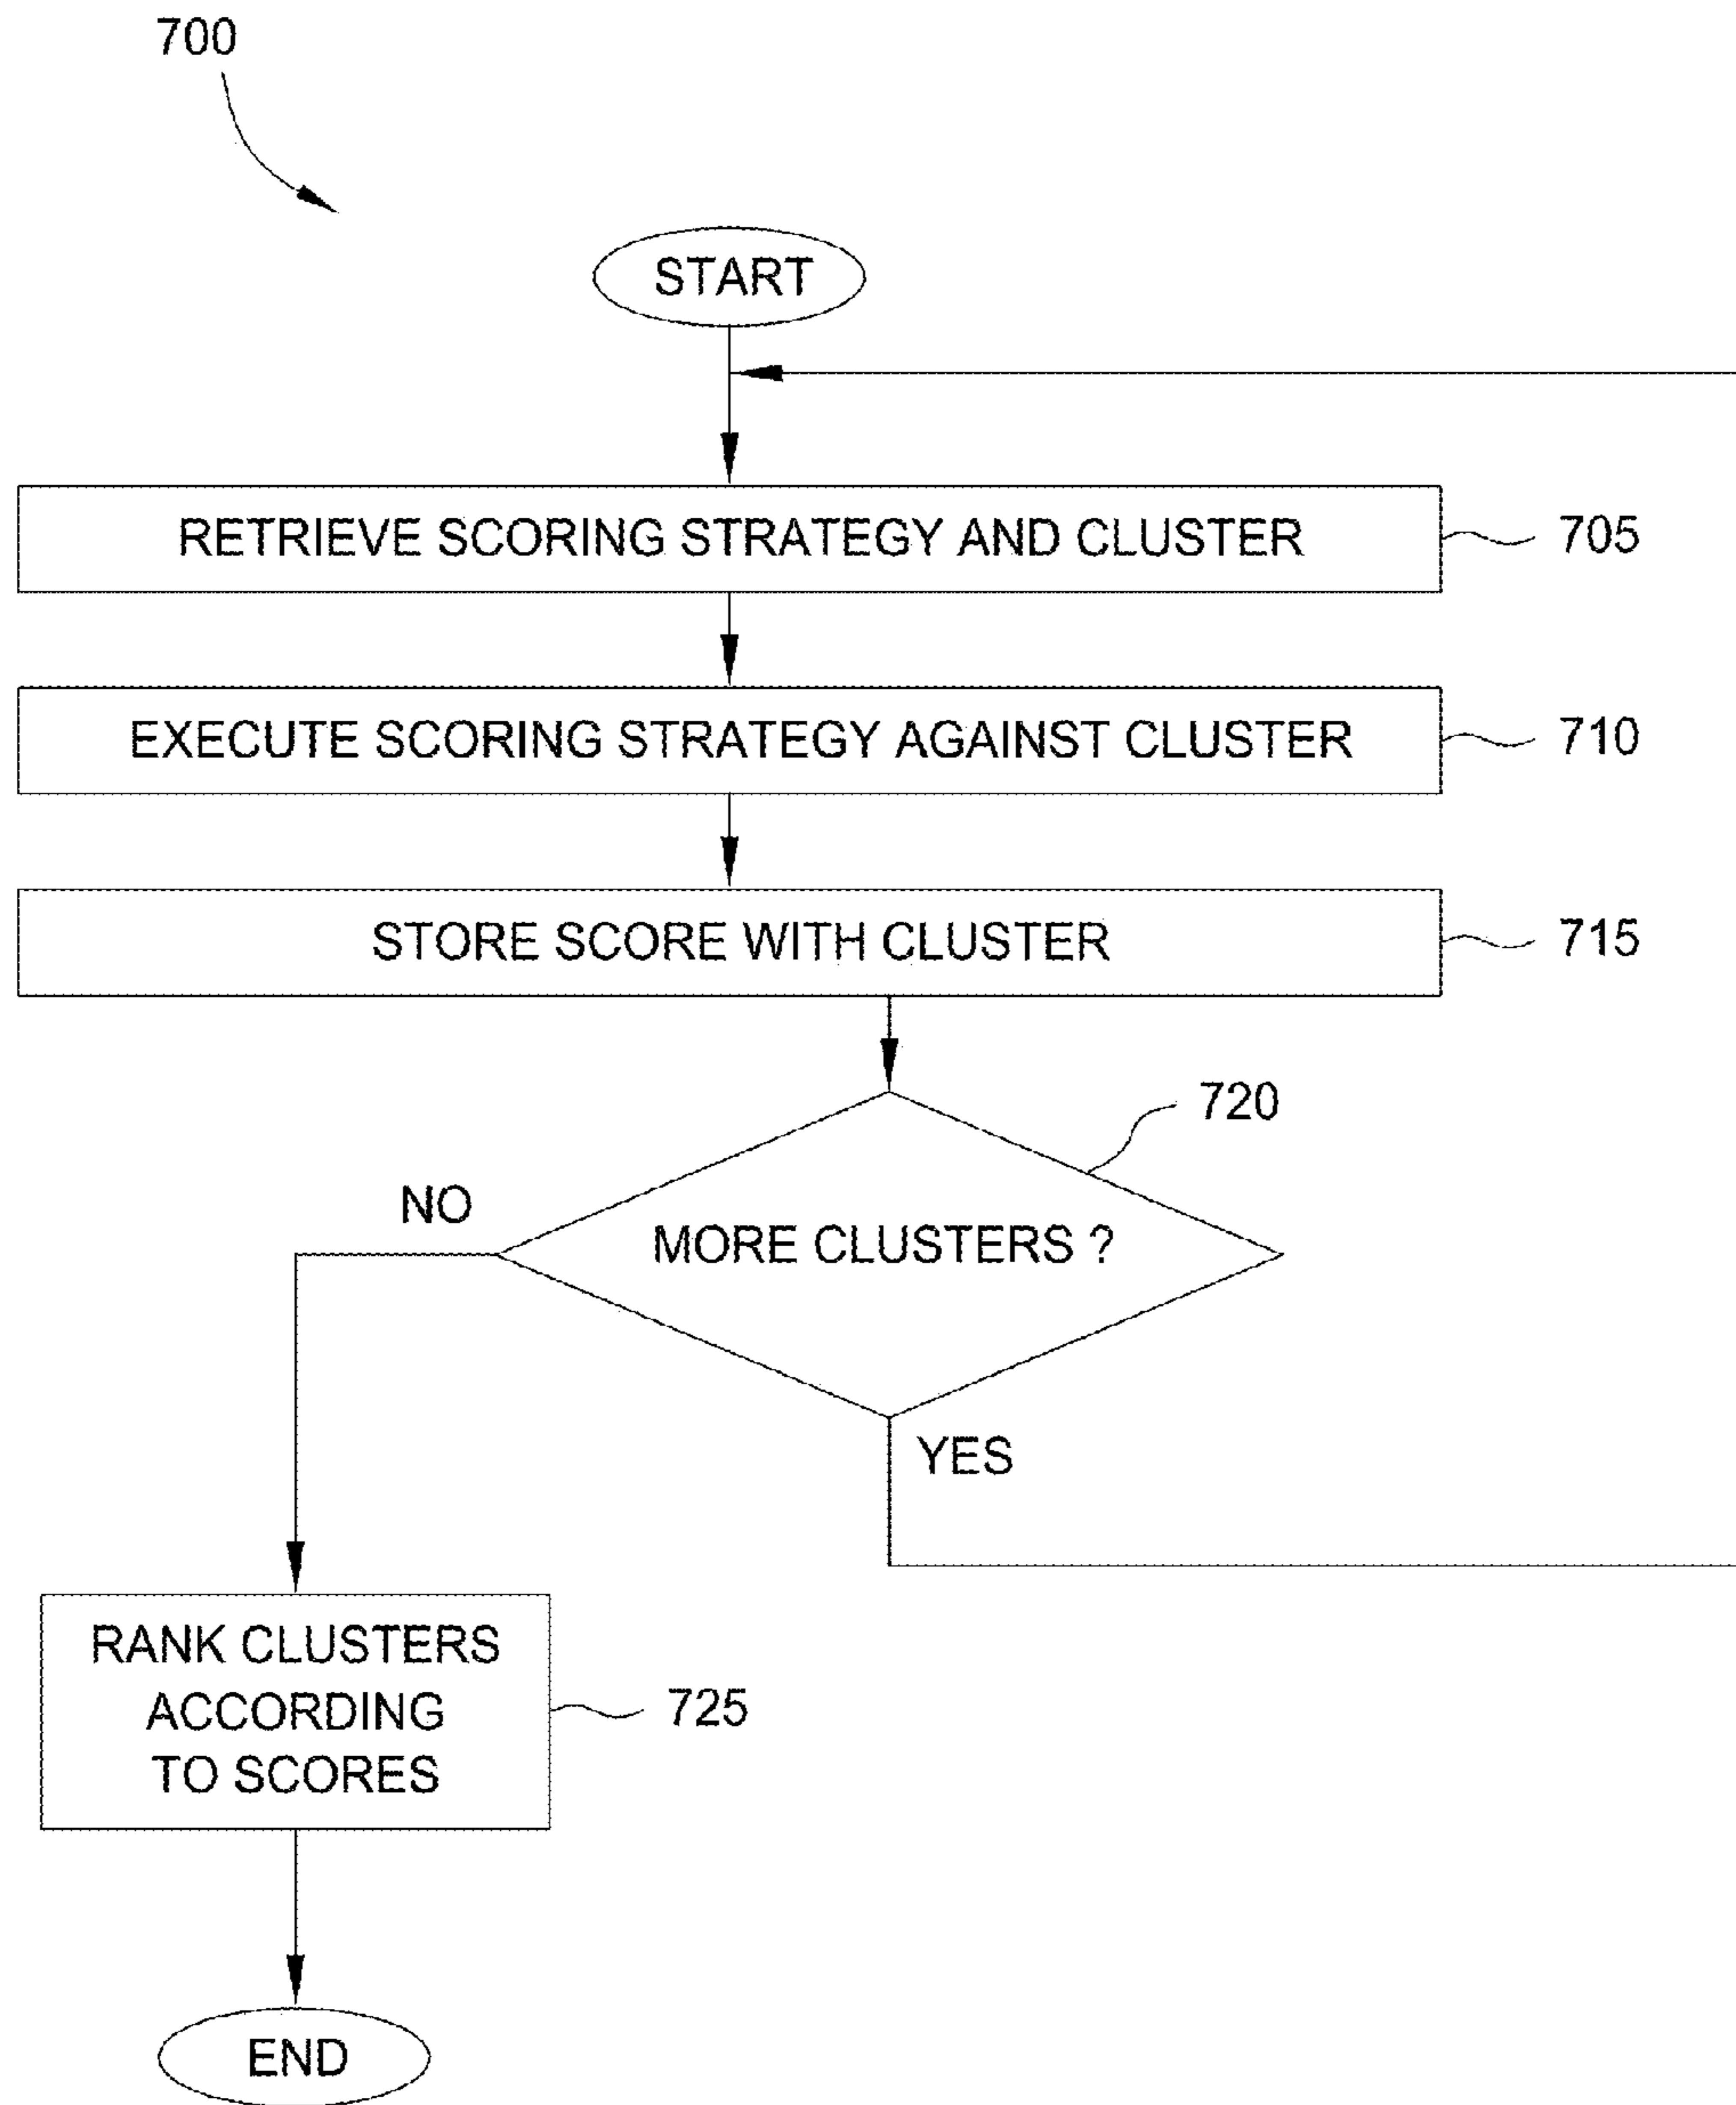 700
START
RETRIEVE SCORING STRATEGY AND CLUSTER
705
EXECUTE SCORING STRATEGY AGAINST CLUSTER
710
STORE SCORE WITH CLUSTER
715
720
NO
MORE CLUSTERS ?
YES
RANK CLUSTERS
ACCORDING
TO SCORES
725
END